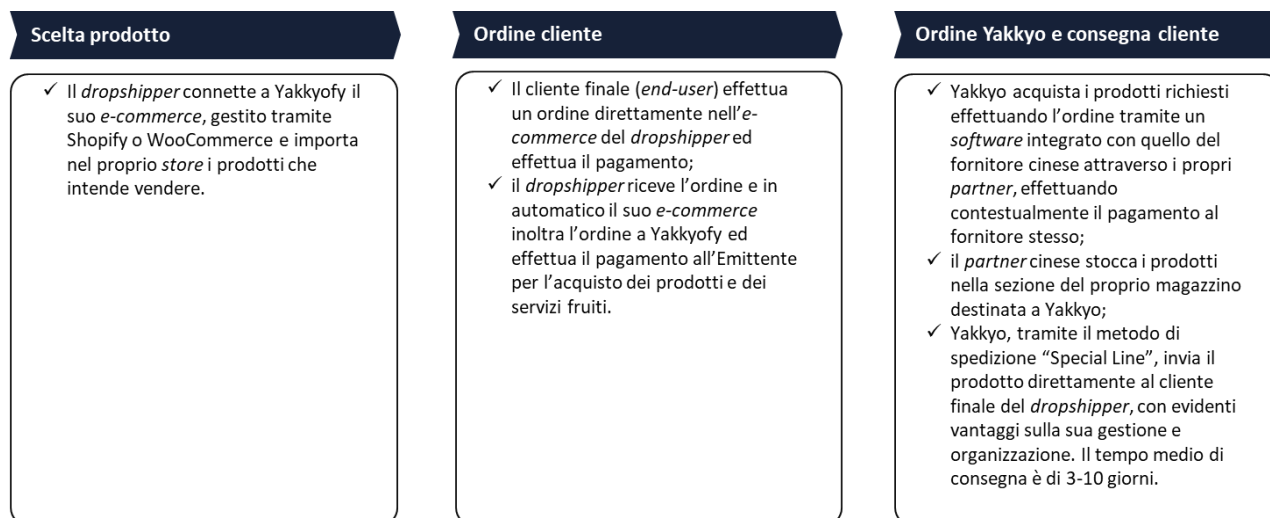 Scelta prodotto
Il dropshipper connette a Yakkyofy il
suo e-commerce, gestito tramite
Shopify o WooCommerce e importa
nel proprio store i prodotti che
intende vendere.
Ordine cliente
Il cliente finale (end-user) effettua
un ordine direttamente nell'e-
commerce del dropshipper ed
effettua il pagamento;
il dropshipper riceve l'ordine e in
automatico il suo e-commerce
inoltra l'ordine a Yakkyofy ed
effettua il pagamento all'Emittente
per l'acquisto dei prodotti e dei
servizi fruiti.
Ordine Yakkyo e consegna cliente
Yakkyo acquista i prodotti richiesti
effettuando l'ordine tramite un
software integrato con quello del
fornitore cinese attraverso i propri
partner, effettuando
contestualmente il pagamento al
fornitore stesso;
il partner cinese stocca i prodotti
nella sezione del proprio magazzino
destinata a Yakkyo;
Yakkyo, tramite il metodo di
spedizione “Special Line”, invia il
prodotto direttamente al cliente
finale del dropshipper, con evidenti
vantaggi sulla sua gestione e
organizzazione. Il tempo medio di
consegna è di 3-10 giorni.